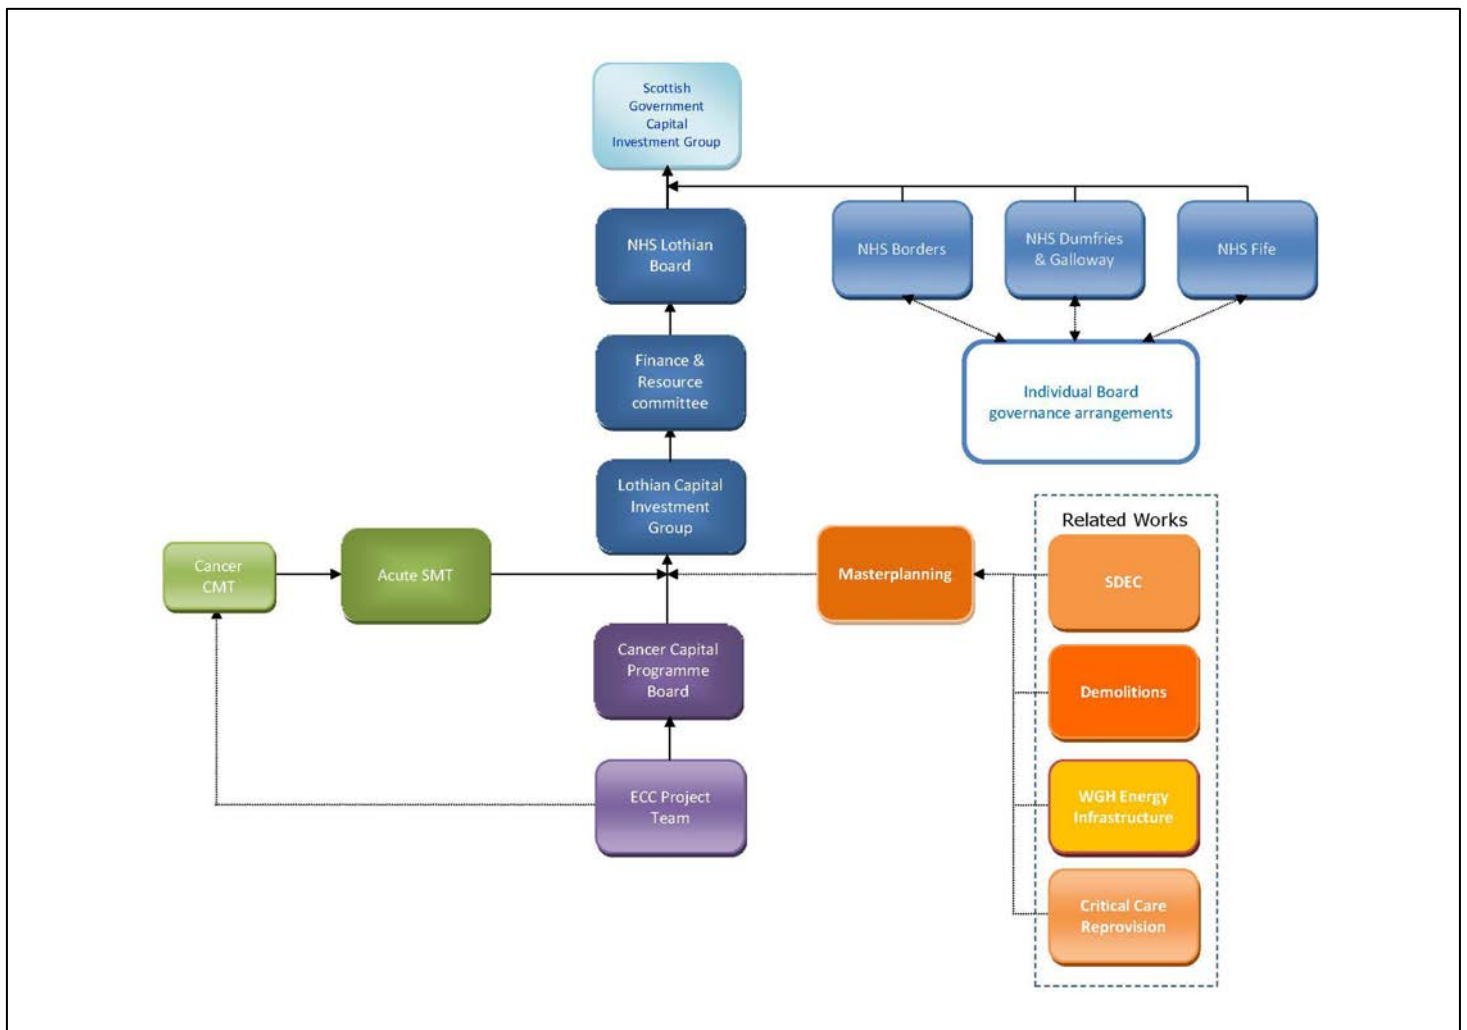 Scottish
Government
Capital
Investment Group
NHS Lothian
Board
NHS Borders
NHS Dumfries
& Galloway
NHS Fife
Finance &
Resource
committee
Individual Board
governance arrangements
Lothian Capital
Investment
Group
Related Works
Cancer
CMT
Acute SMT
Masterplanning
SDEC
Cancer Capital
Programme
Board
Demolitions
ECC Project
Team
WGH Energy
Infrastructure
Critical Care
Reprovision